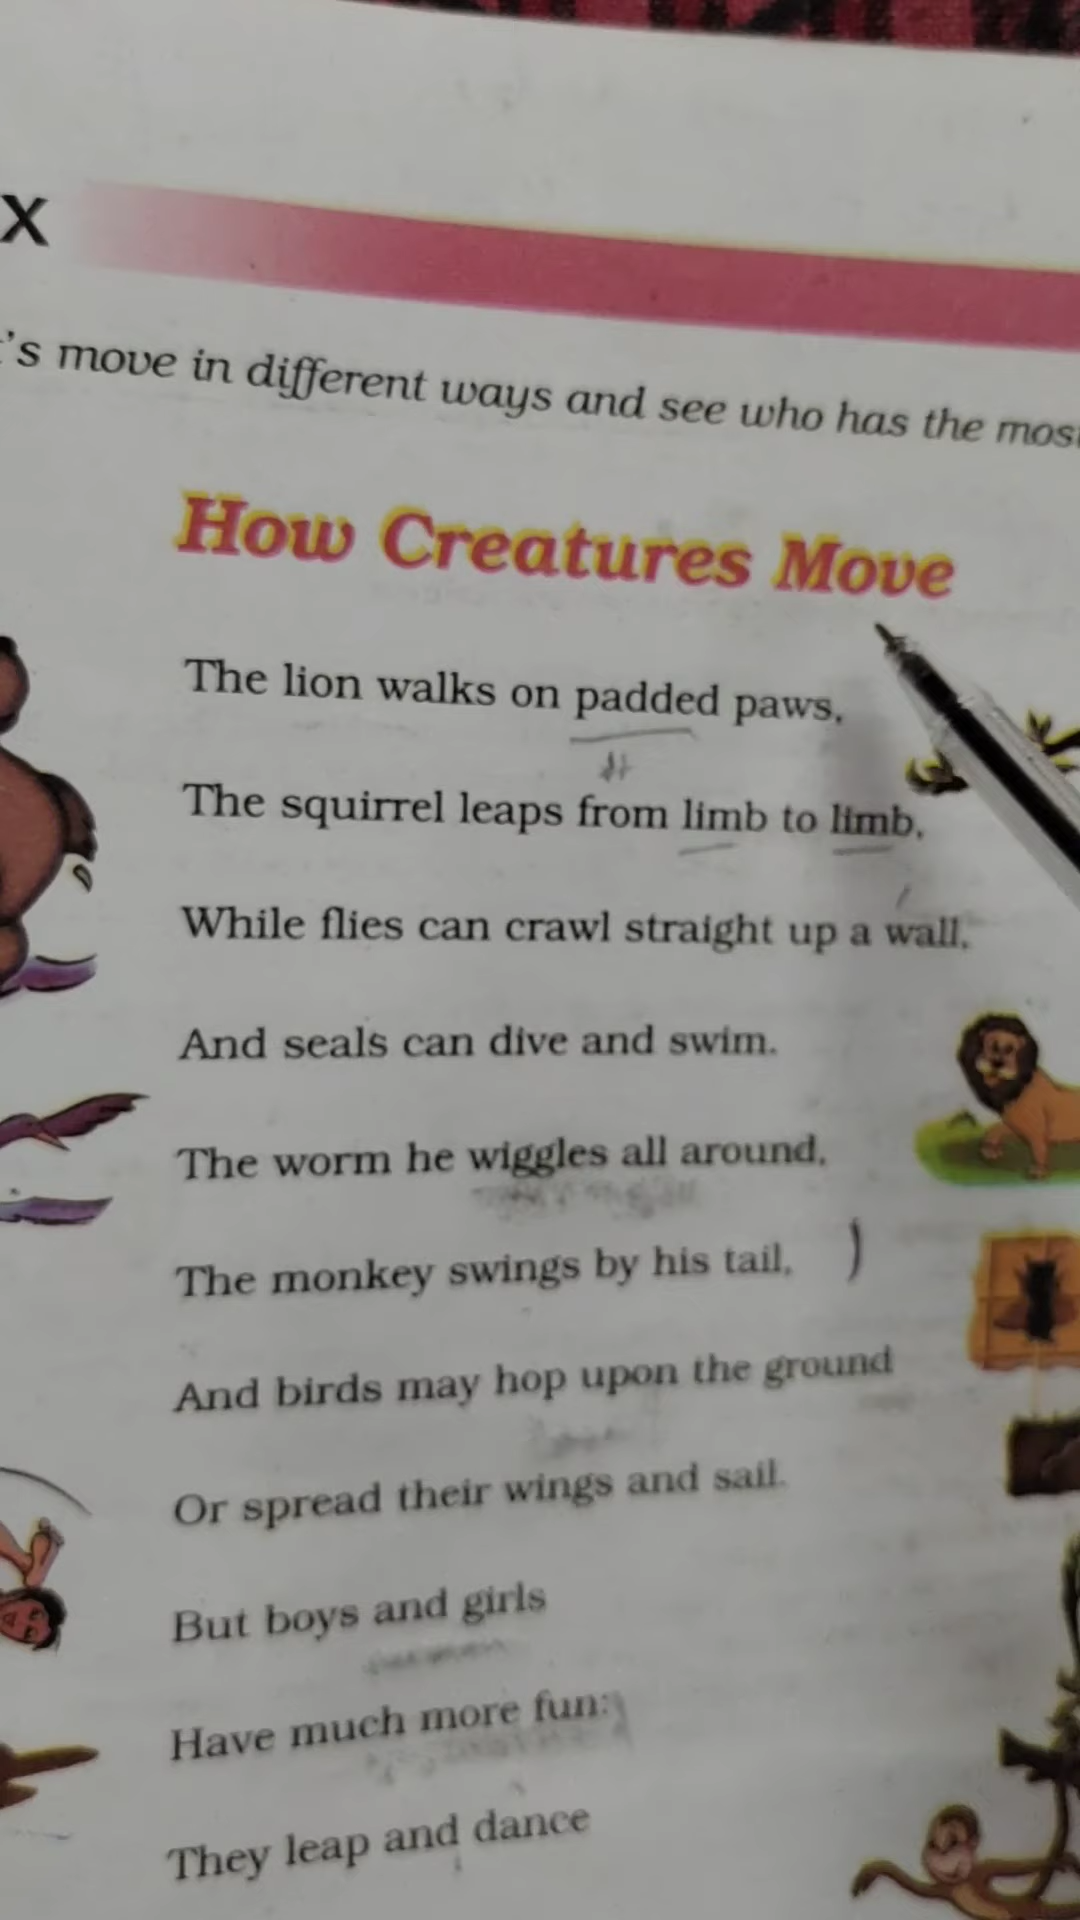 X
's move in different ways and see who has the most
How Creatures Move
The lion walks on padded paws,
The squirrel leaps from limb to limb,
While flies can crawl straight up a wall,
And seals can dive and swim.
The worm he wiggles all around,
The monkey swings by his tail,
And birds may hop upon the ground
Or spread their wings and sail.
But boys and girls
Have much more fun:
They leap and dance